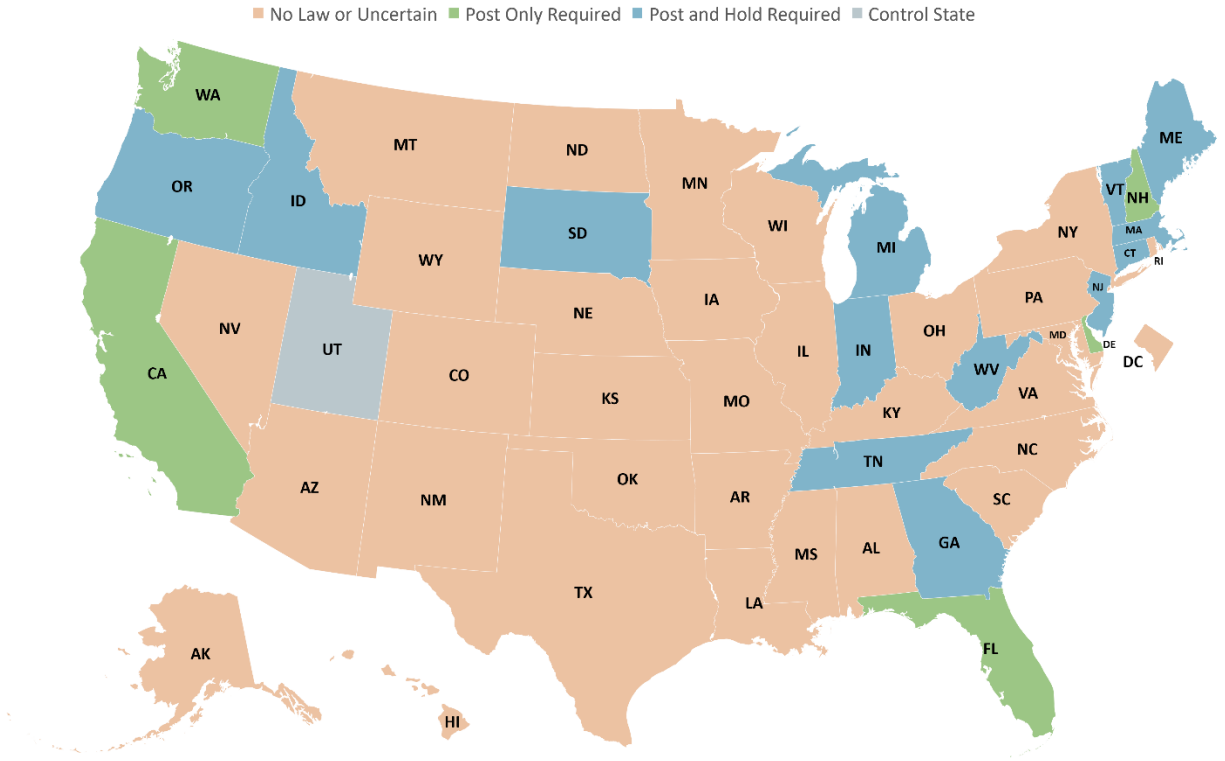 No Law or Uncertain Post Only Required Post and Hold Required Control State
WA
MT
ND
MN
ME
OR
ID
SD
WI
MI
VT
NH
NY
MA
CT
RI
WY
IA
PA
NJ
NE
NV
UT
CO
IL
IN
OH
MD
DE
DC
CA
KS
MO
WV
VA
KY
AZ
NM
OK
AR
TN
NC
SC
MS
AL
GA
TX
LA
FL
AK
HI